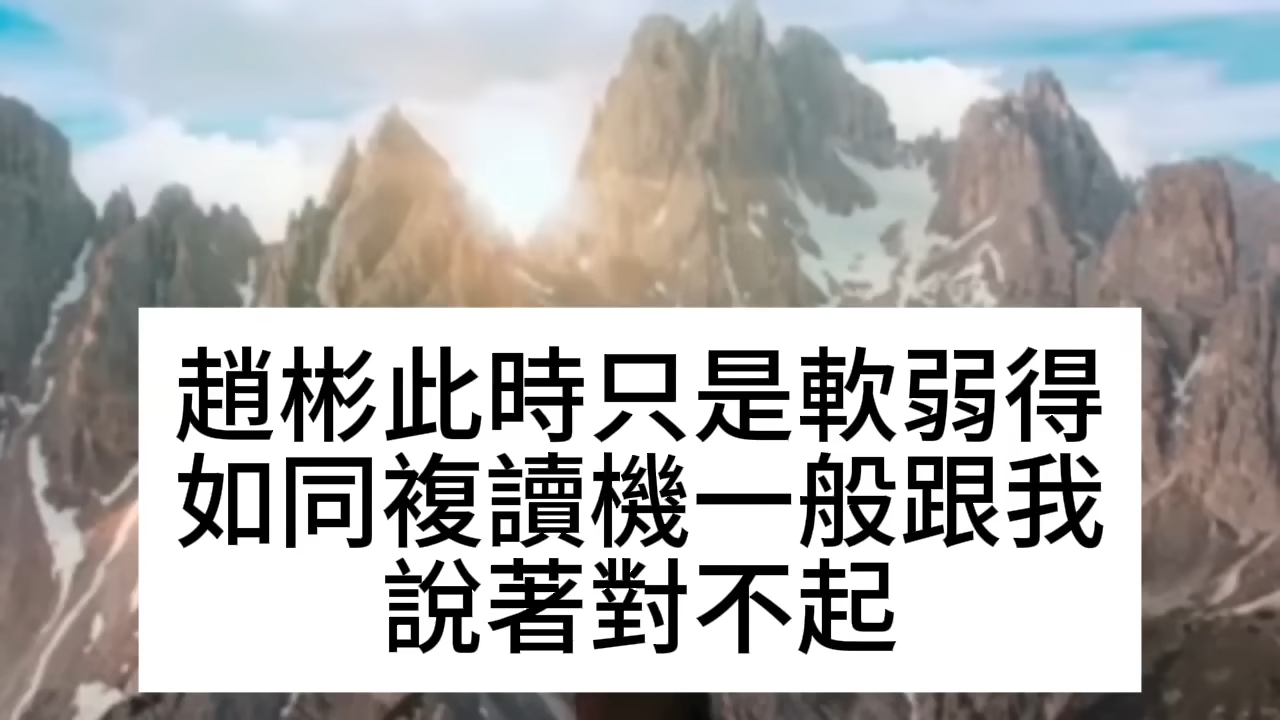 趙彬此時只是軟弱得
如同複讀機一般跟我
說著對不起